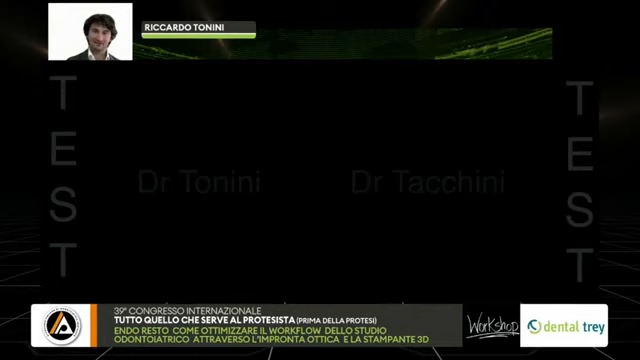 RICCARDO TONINI
TEST
TEST
Dr Tonini
Dr Tacchini
39° CONGRESSO INTERNAZIONALE
TUTTO QUELLO CHE SERVE AL PROTESISTA (PRIMA DELLA PROTESI)
ENDO RESTO COME OTTIMIZZARE IL WORKFLOW DELLO STUDIO
ODONTOIATRICO ATTRAVERSO L'IMPRONTA OTTICA E LA STAMPANTE 3D
Workshop
dental trey